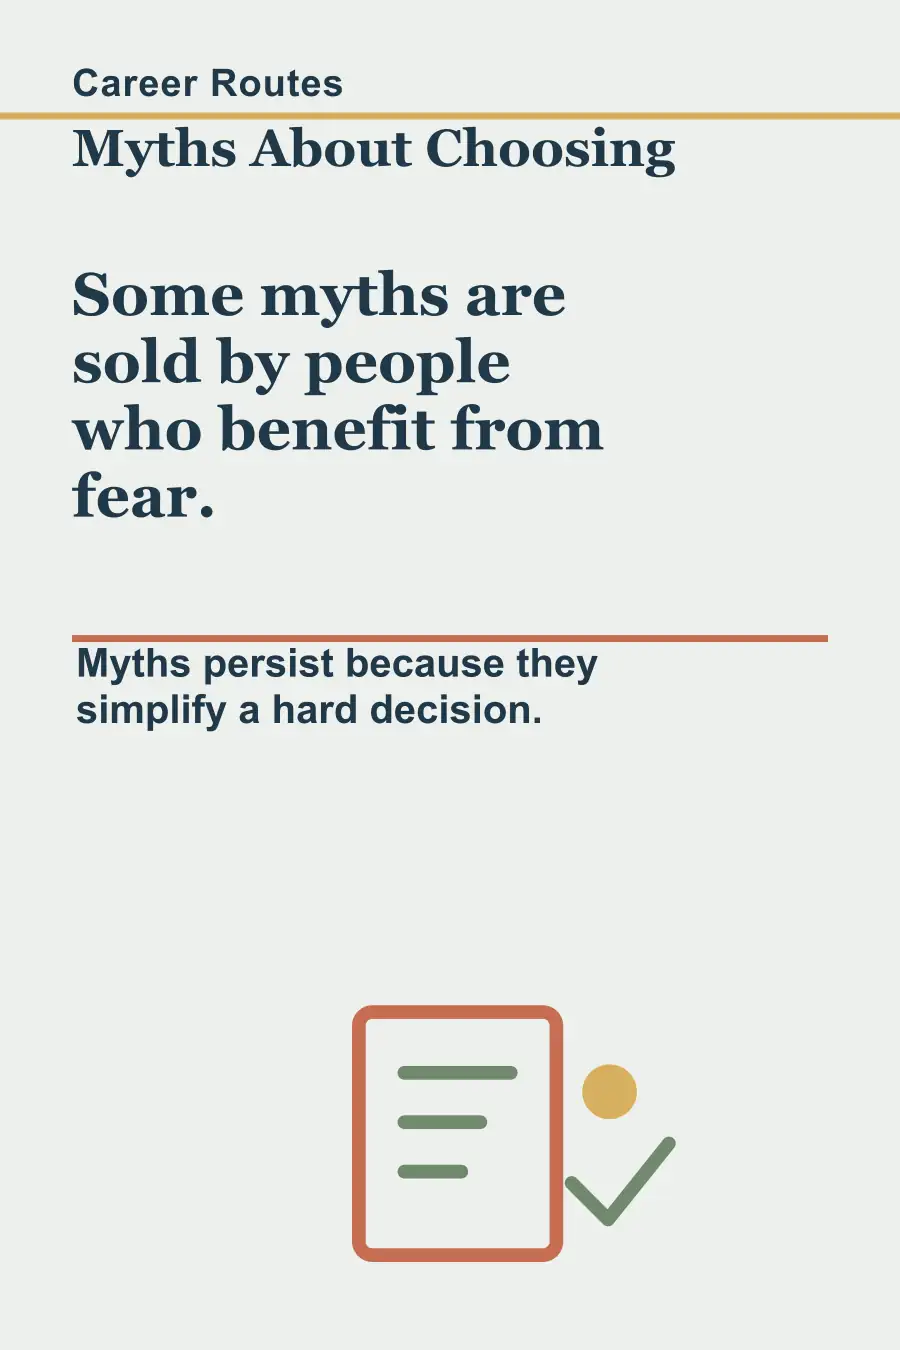 Career Routes
Myths About Choosing
Some myths are
sold by people
who benefit from
fear.
Myths persist because they
simplify a hard decision.